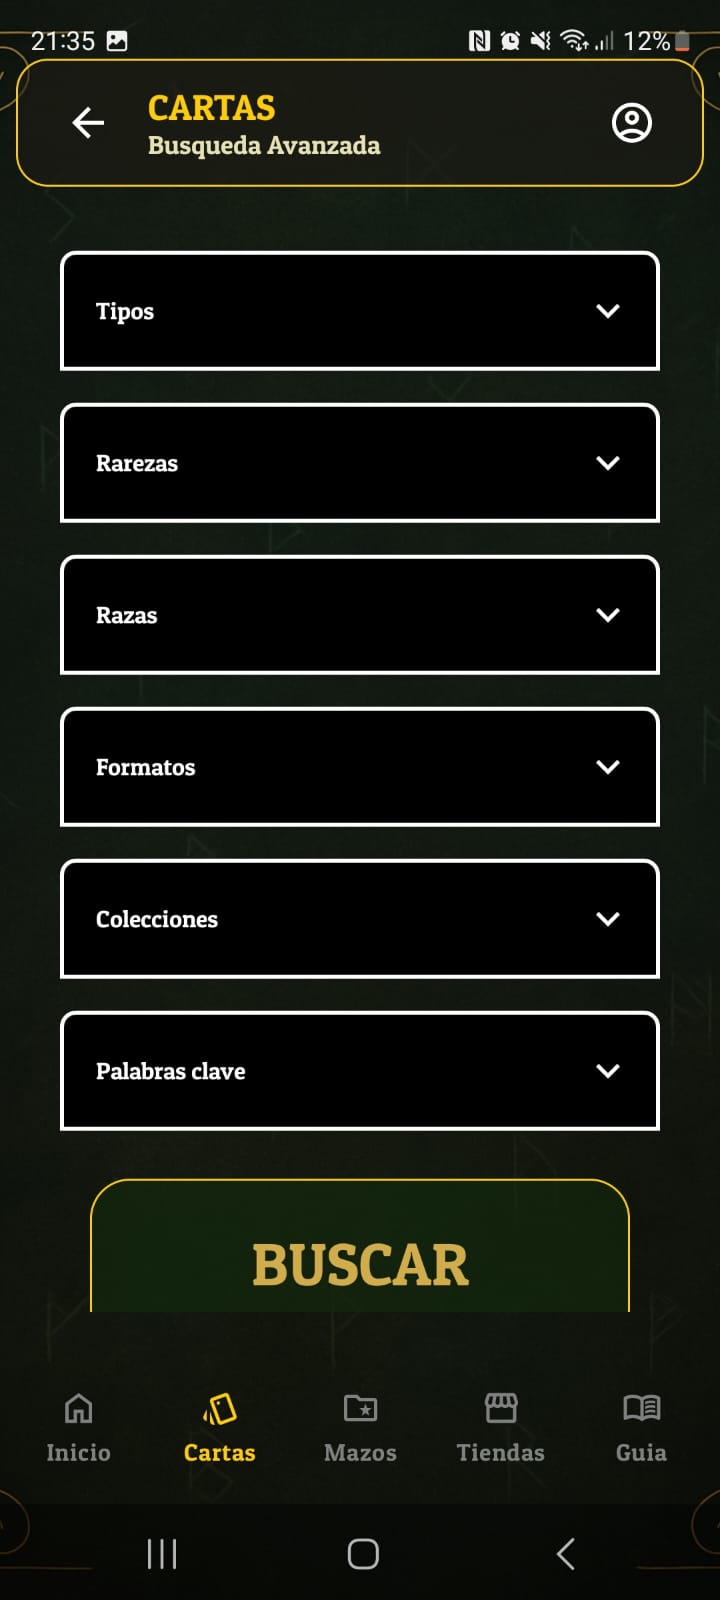 21:35
12%
CARTAS
Busqueda Avanzada
Tipos
Rarezas
Razas
Formatos
Colecciones
Palabras clave
BUSCAR
Inicio
Cartas
Mazos
Tiendas
Guia